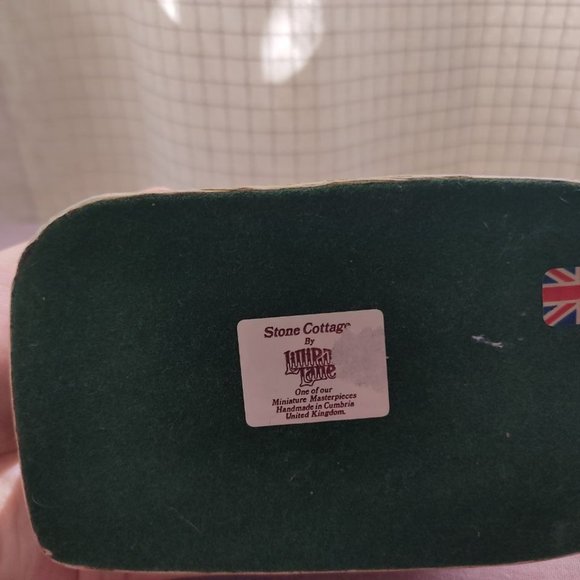 Stone Cottage
By
Lilliput
Lane
One of our
Miniature Masterpieces
Handmade in Cumbria
United Kingdom.